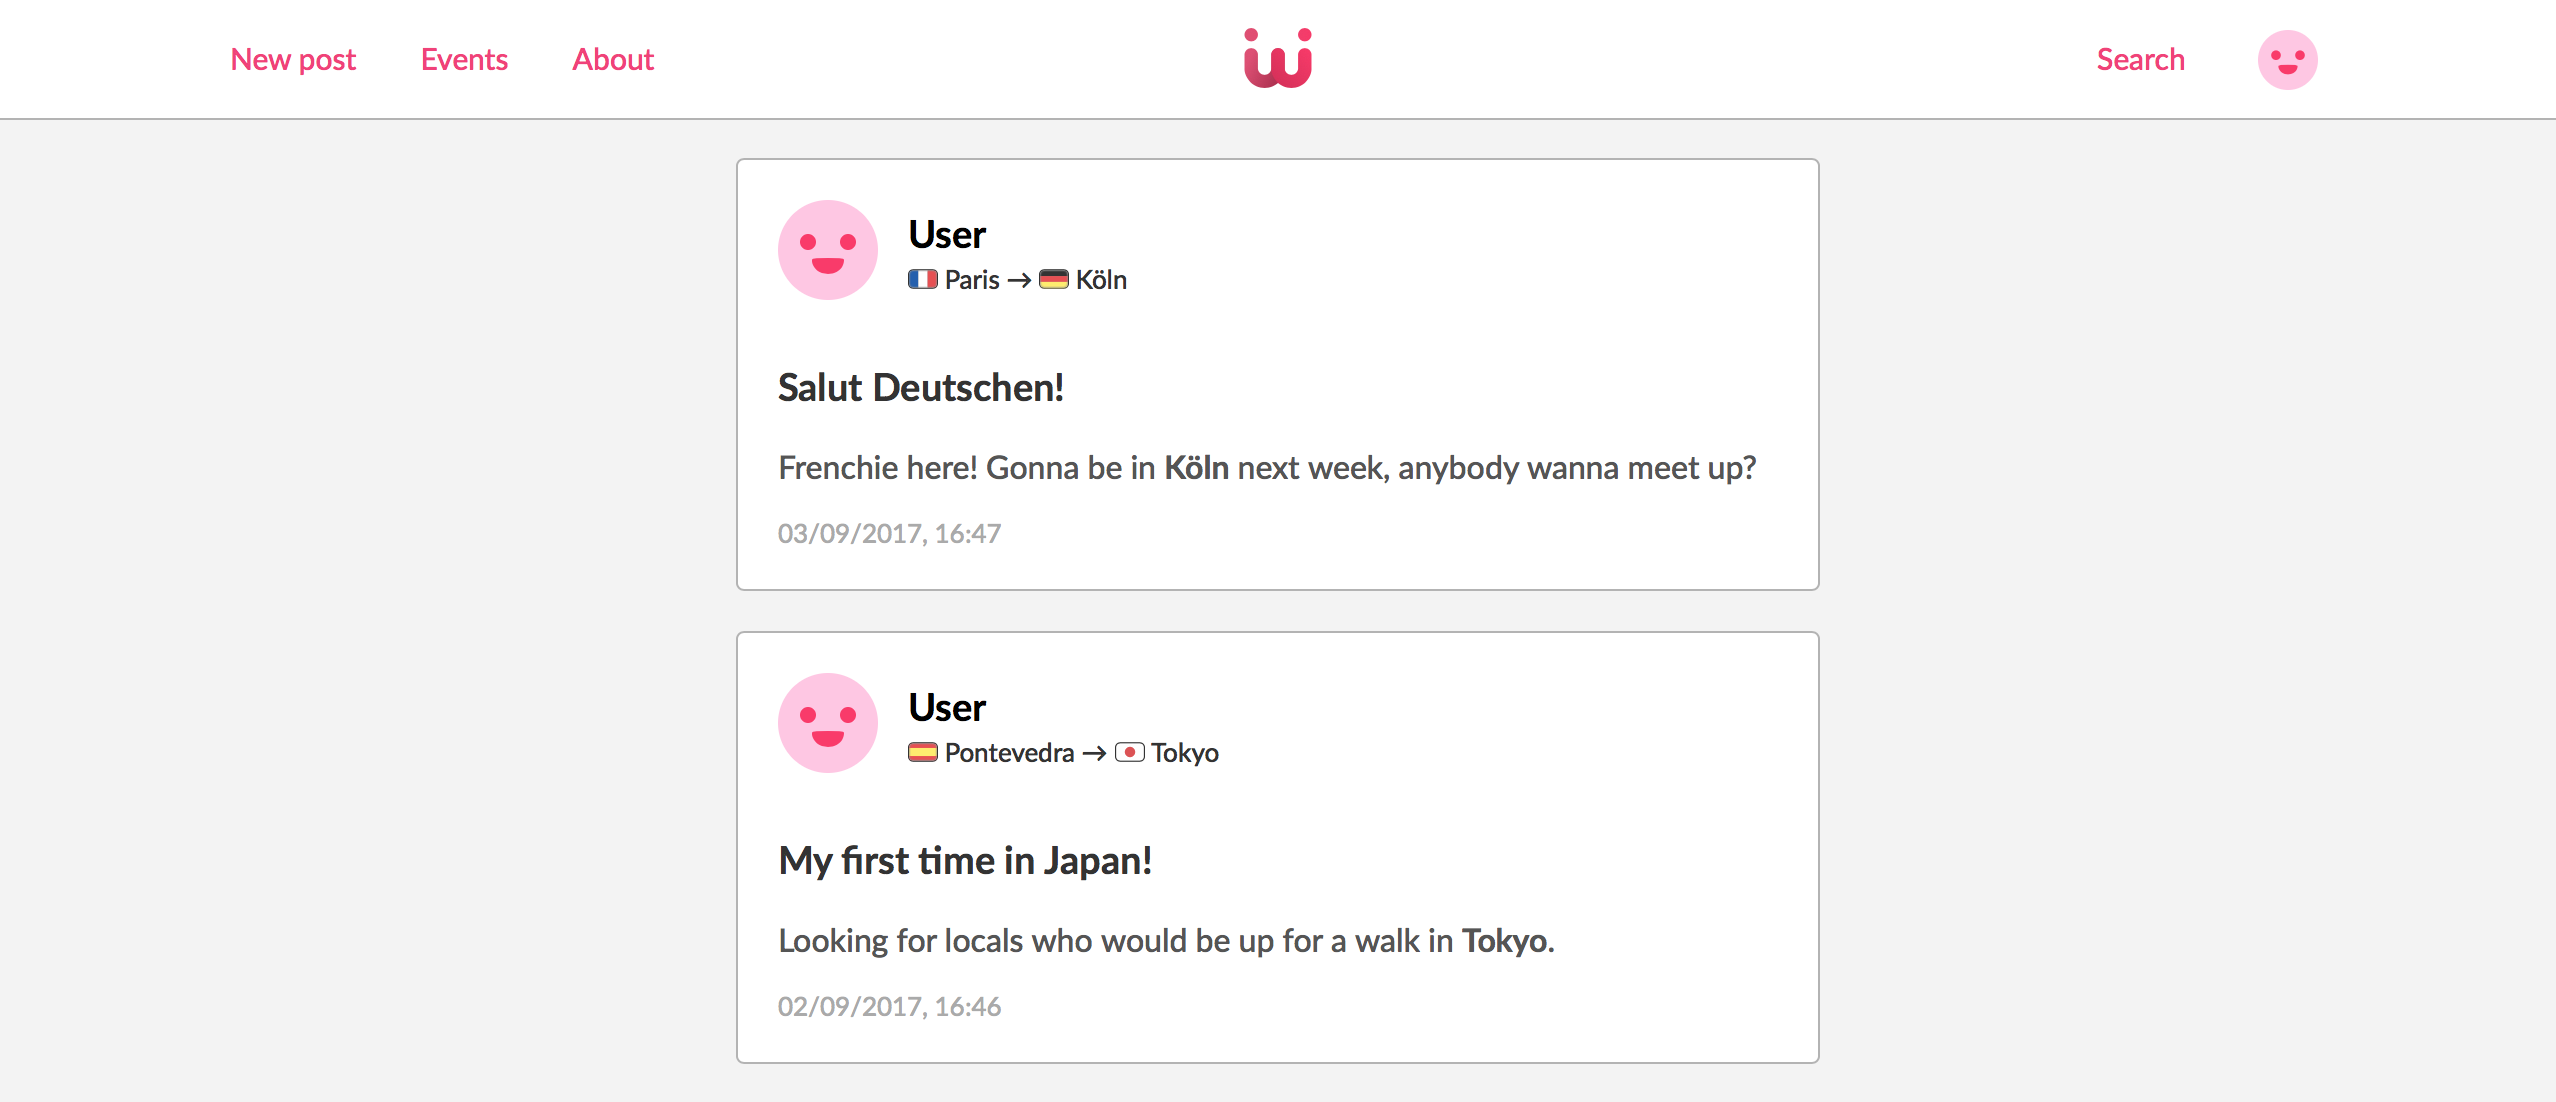 New post Events About Search
User
Paris → Köln
Salut Deutschen!
Frenchie here! Gonna be in Köln next week, anybody wanna meet up?
03/09/2017, 16:47
User
Pontevedra → Tokyo
My first time in Japan!
Looking for locals who would be up for a walk in Tokyo.
02/09/2017, 16:46